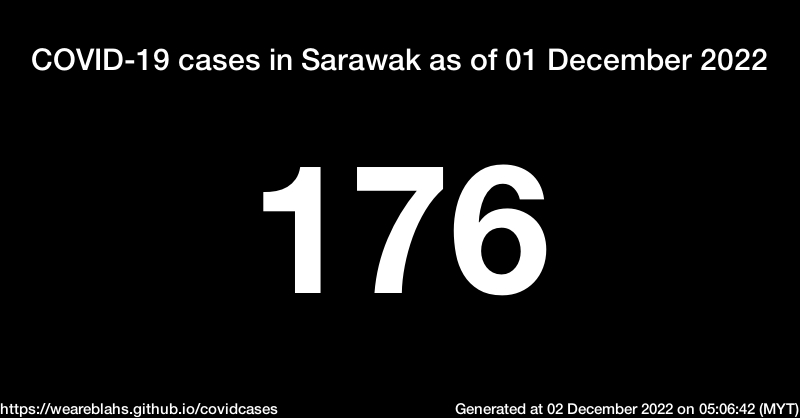 COVID-19 cases in Sarawak as of 01 December 2022
176
https://weareblahs.github.io/covidcases
Generated at 02 December 2022 on 05:06:42 (MYT)